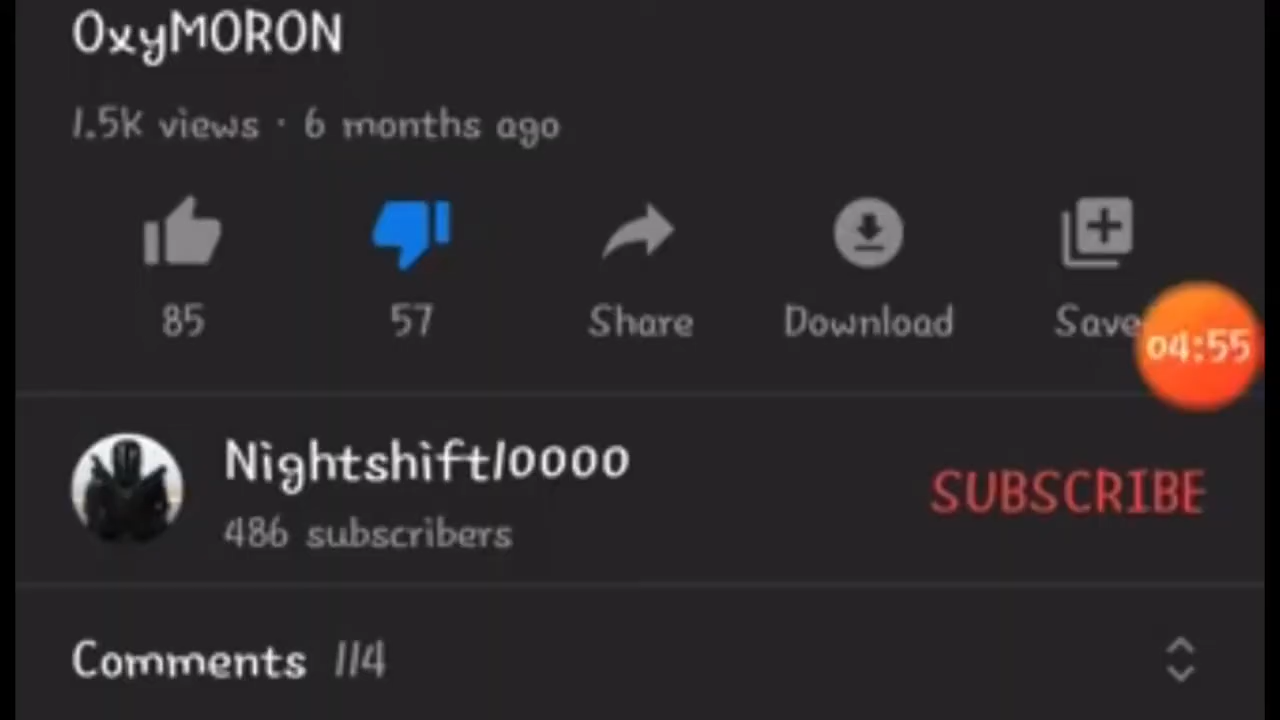 OxyMORON
1.5K views · 6 months ago
85 57 Share Download Save
04:55
Nightshift10000
486 subscribers
SUBSCRIBE
Comments 114